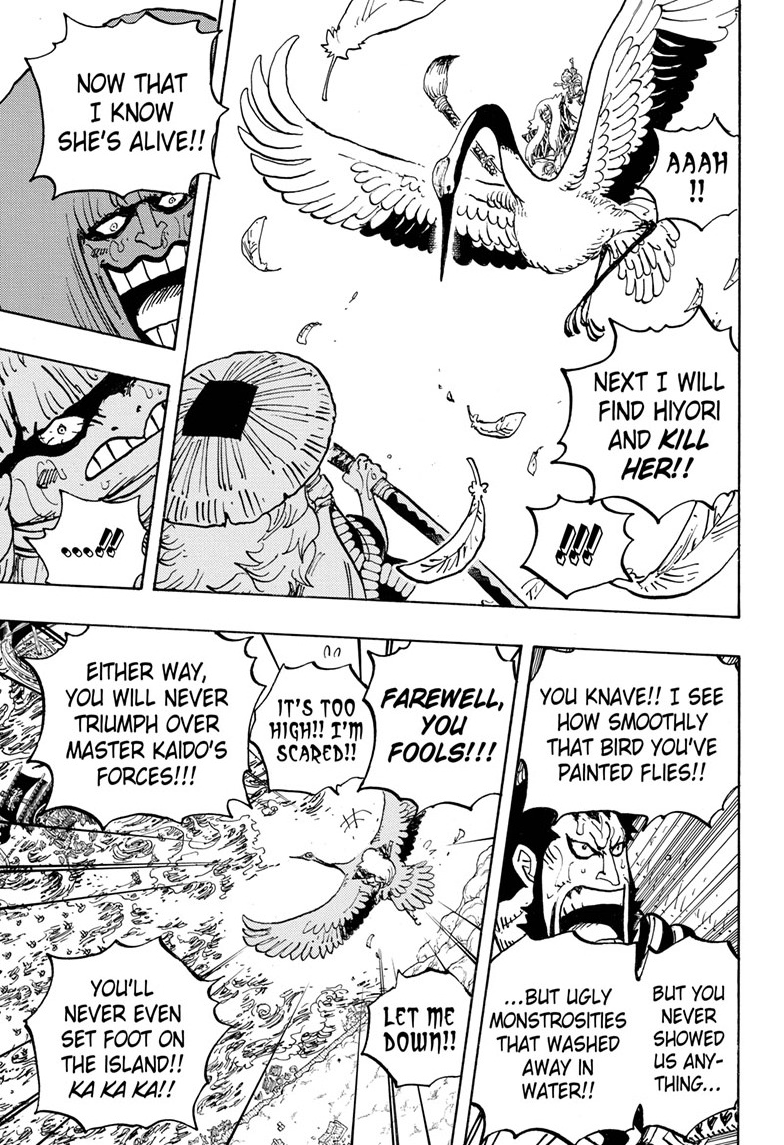 AAAH
!!
NEXT I WILL
FIND HIYORI
AND KILL
HER!!
!!!
NOW THAT
I KNOW
SHE'S ALIVE!!
.....!!
YOU KNAVE!! I SEE
HOW SMOOTHLY
THAT BIRD YOU'VE
PAINTED FLIES!!
BUT YOU
NEVER
SHOWED
US ANY-
THING...
...BUT UGLY
MONSTROSITIES
THAT WASHED
AWAY IN
WATER!!
FAREWELL,
YOU
FOOLS!!!
IT'S TOO
HIGH!! I'M
SCARED!!
EITHER WAY,
YOU WILL NEVER
TRIUMPH OVER
MASTER KAIDO'S
FORCES!!!
LET ME
DOWN!!
YOU'LL
NEVER EVEN
SET FOOT ON
THE ISLAND!!
KA KA KA!!